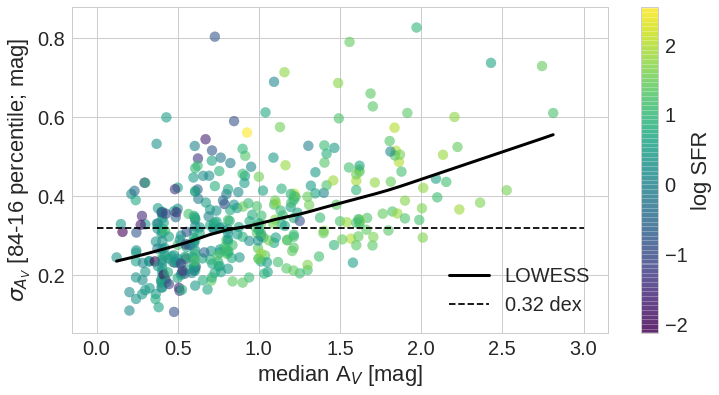 0.8
0.6
0.4
0.2
σ_{A_V} [84-16 percentile; mag]
0.0 0.5 1.0 1.5 2.0 2.5 3.0
median A_V [mag]
LOWESS
0.32 dex
2
1
0
−1
−2
log SFR